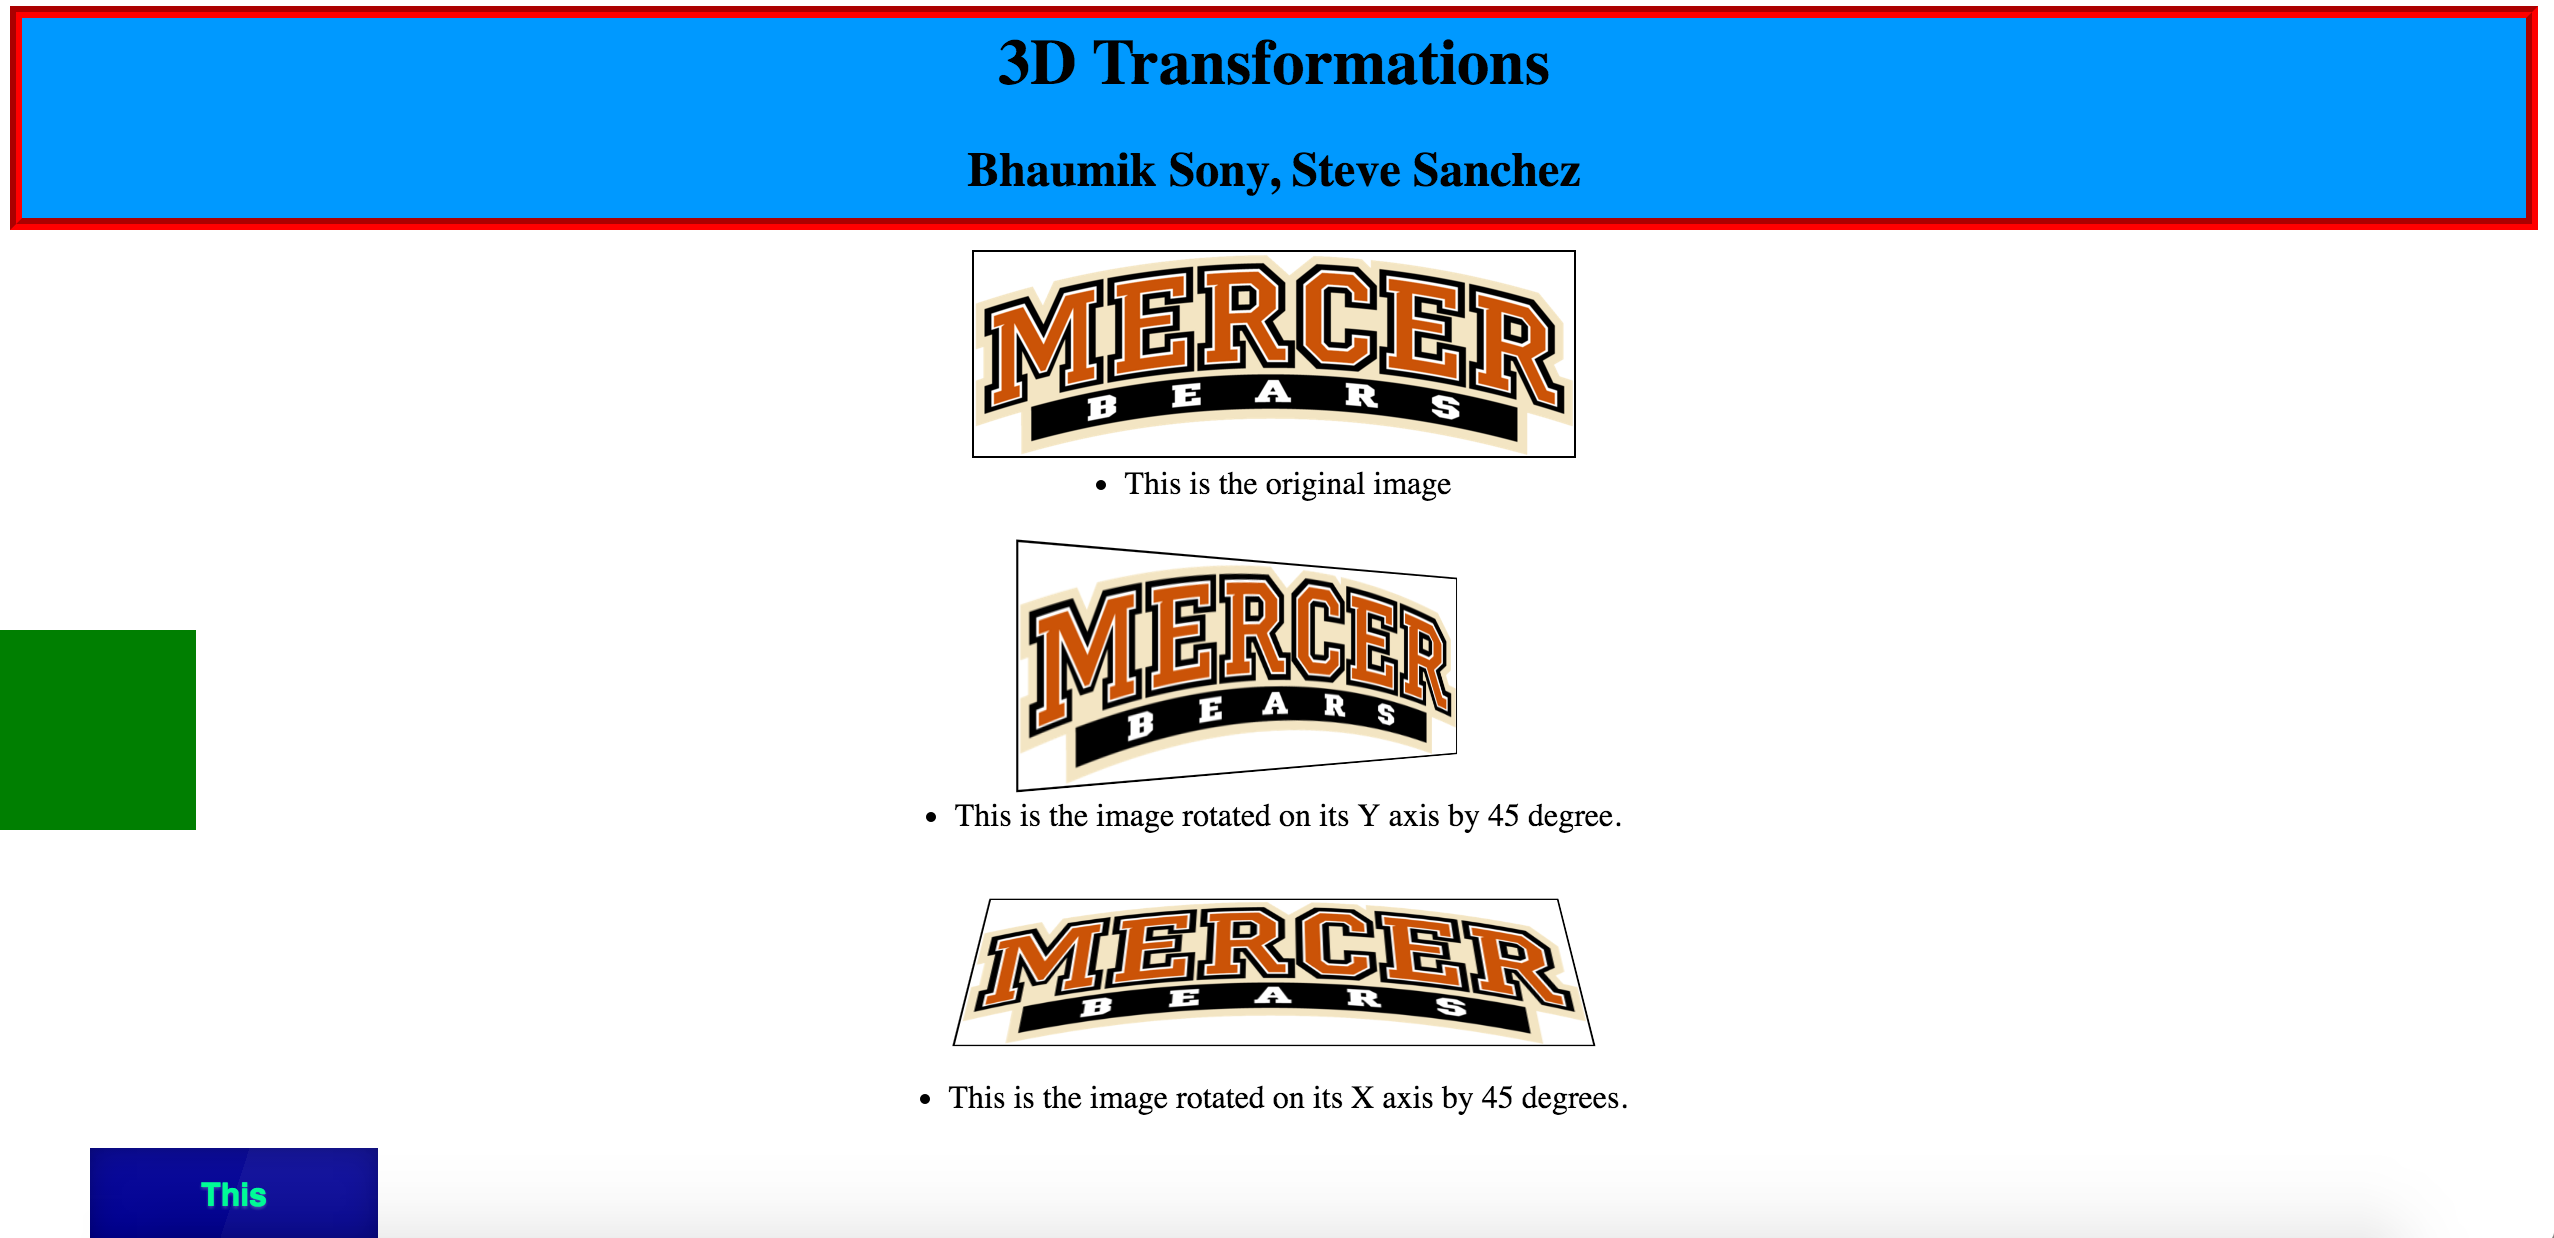 3D Transformations
Bhaumik Sony, Steve Sanchez
MERCER
BEARS
• This is the original image
MERCER
BEARS
• This is the image rotated on its Y axis by 45 degree.
MERCER
BEARS
• This is the image rotated on its X axis by 45 degrees.
This